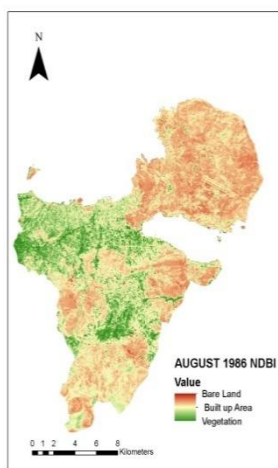 N
AUGUST 1986 NDBI
Value
Bare Land
Built up Area
Vegetation
0 1 2 4 6 8
Kilometers